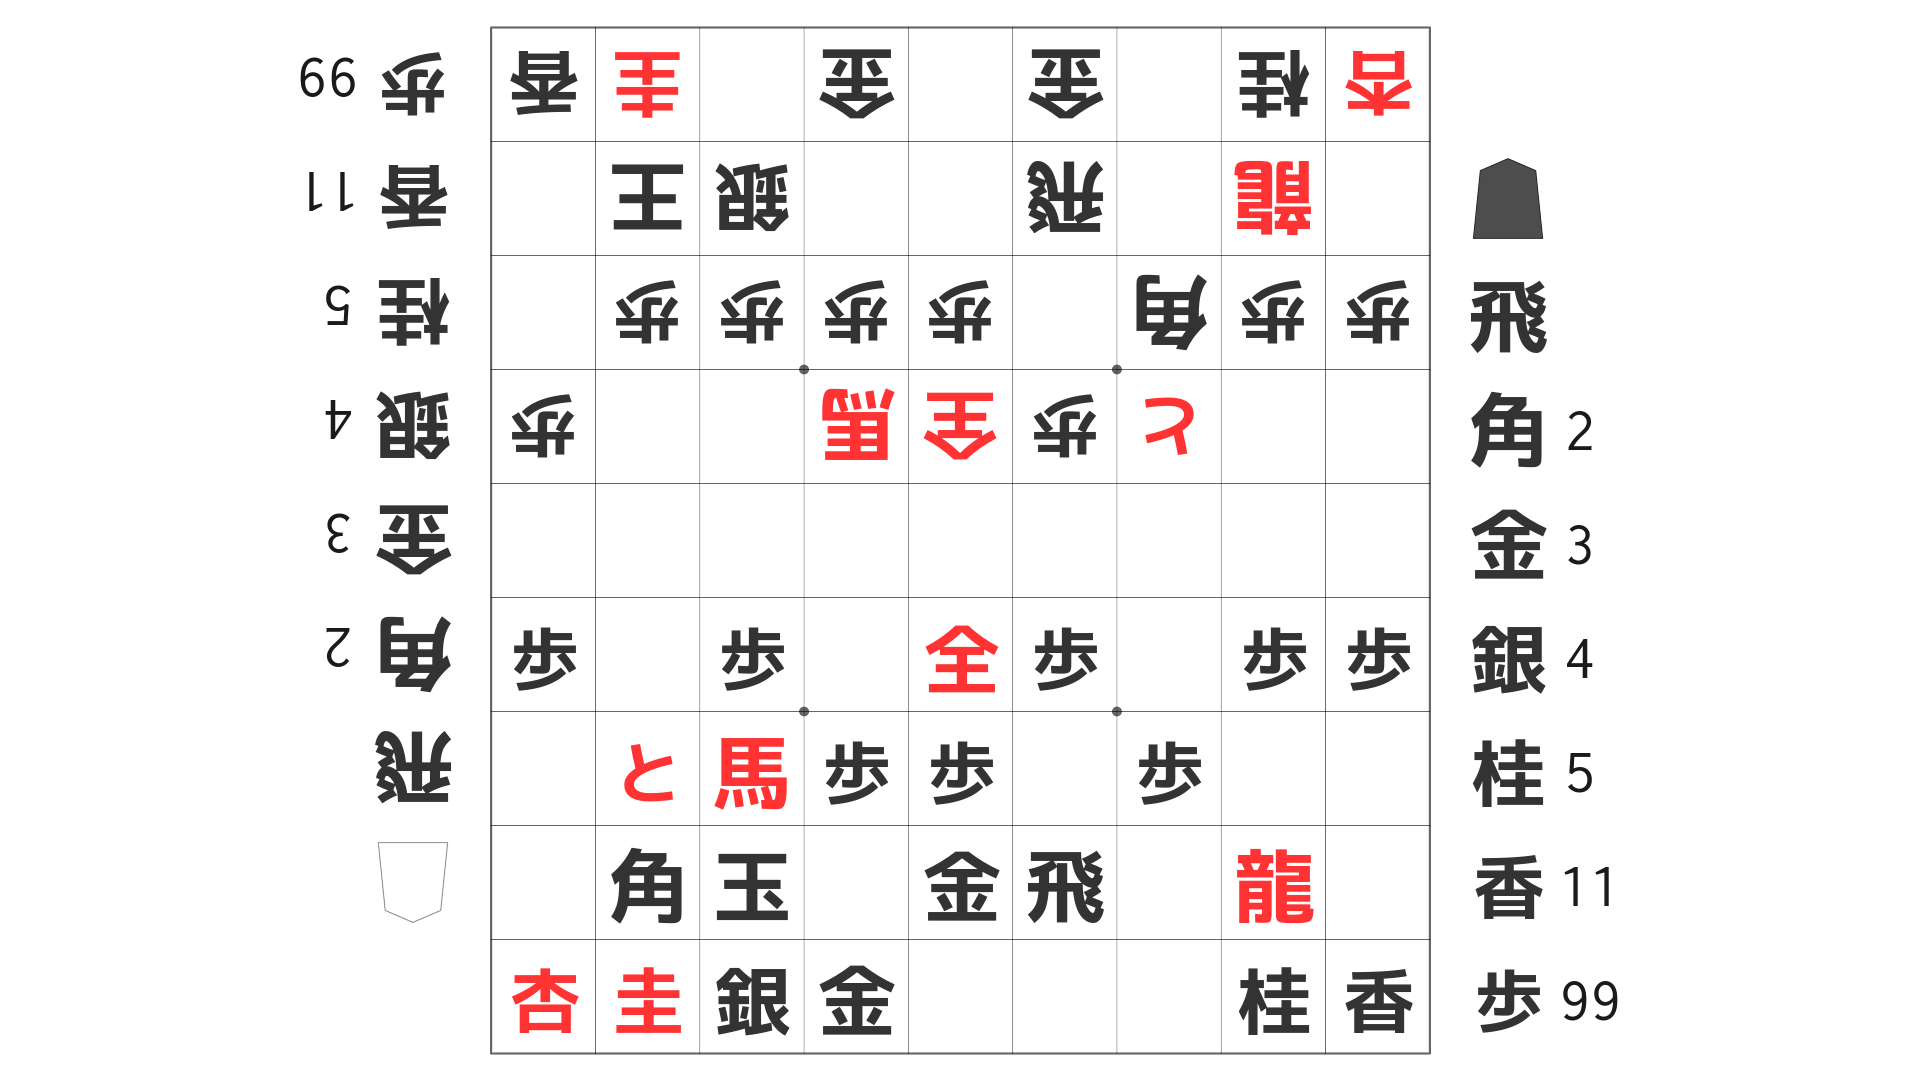 歩 99
香 11
桂 5
銀 4
金 3
角 2
飛
香 圭 金 金 桂 杏
王 銀 飛 龍
歩 歩 歩 歩 角 歩 歩
歩 馬 全 歩 と
歩 歩 全 歩 歩 歩
と 馬 歩 歩 歩
角 玉 金 飛 龍
杏 圭 銀 金 桂 香
飛
角 2
金 3
銀 4
桂 5
香 11
歩 99